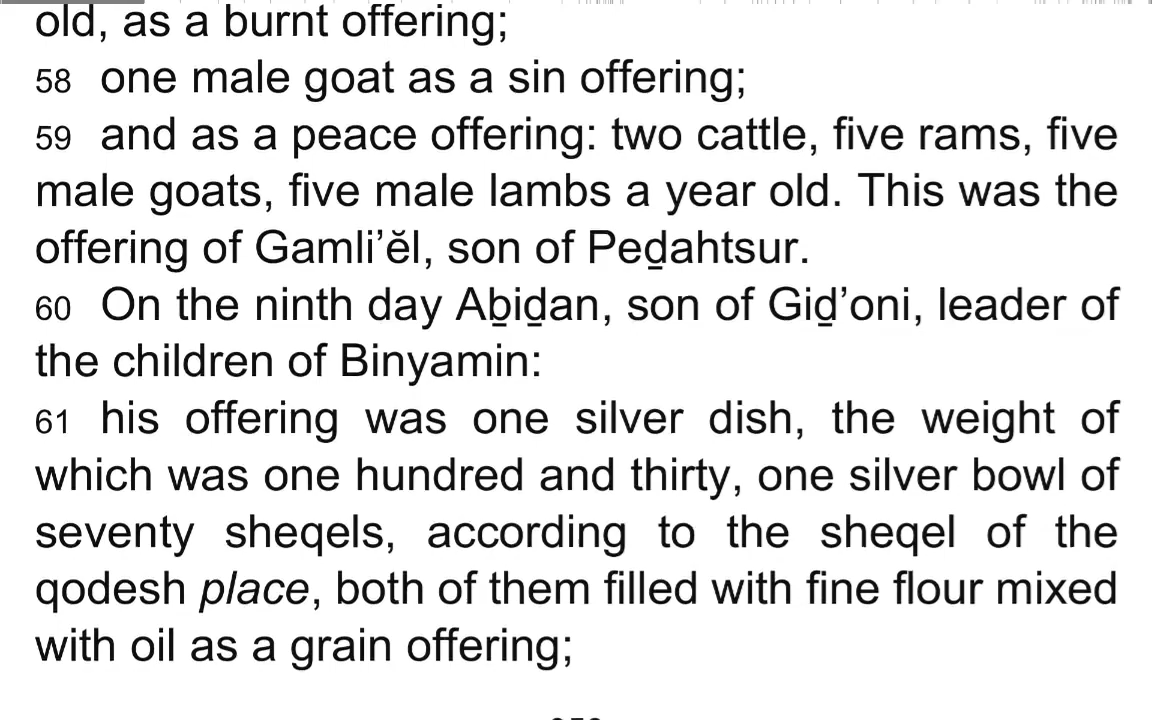 old, as a burnt offering;
58 one male goat as a sin offering;
59 and as a peace offering: two cattle, five rams, five
male goats, five male lambs a year old. This was the
offering of Gamli’ĕl, son of Peḏahtsur.
60 On the ninth day Aḇiḏan, son of Giḏ’oni, leader of
the children of Binyamin:
61 his offering was one silver dish, the weight of
which was one hundred and thirty, one silver bowl of
seventy sheqels, according to the sheqel of the
qodesh place, both of them filled with fine flour mixed
with oil as a grain offering;